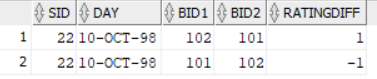 SID DAY BID1 BID2 RATINGDIFF
1 22 10-OCT-98 102 101 1
2 22 10-OCT-98 101 102 -1